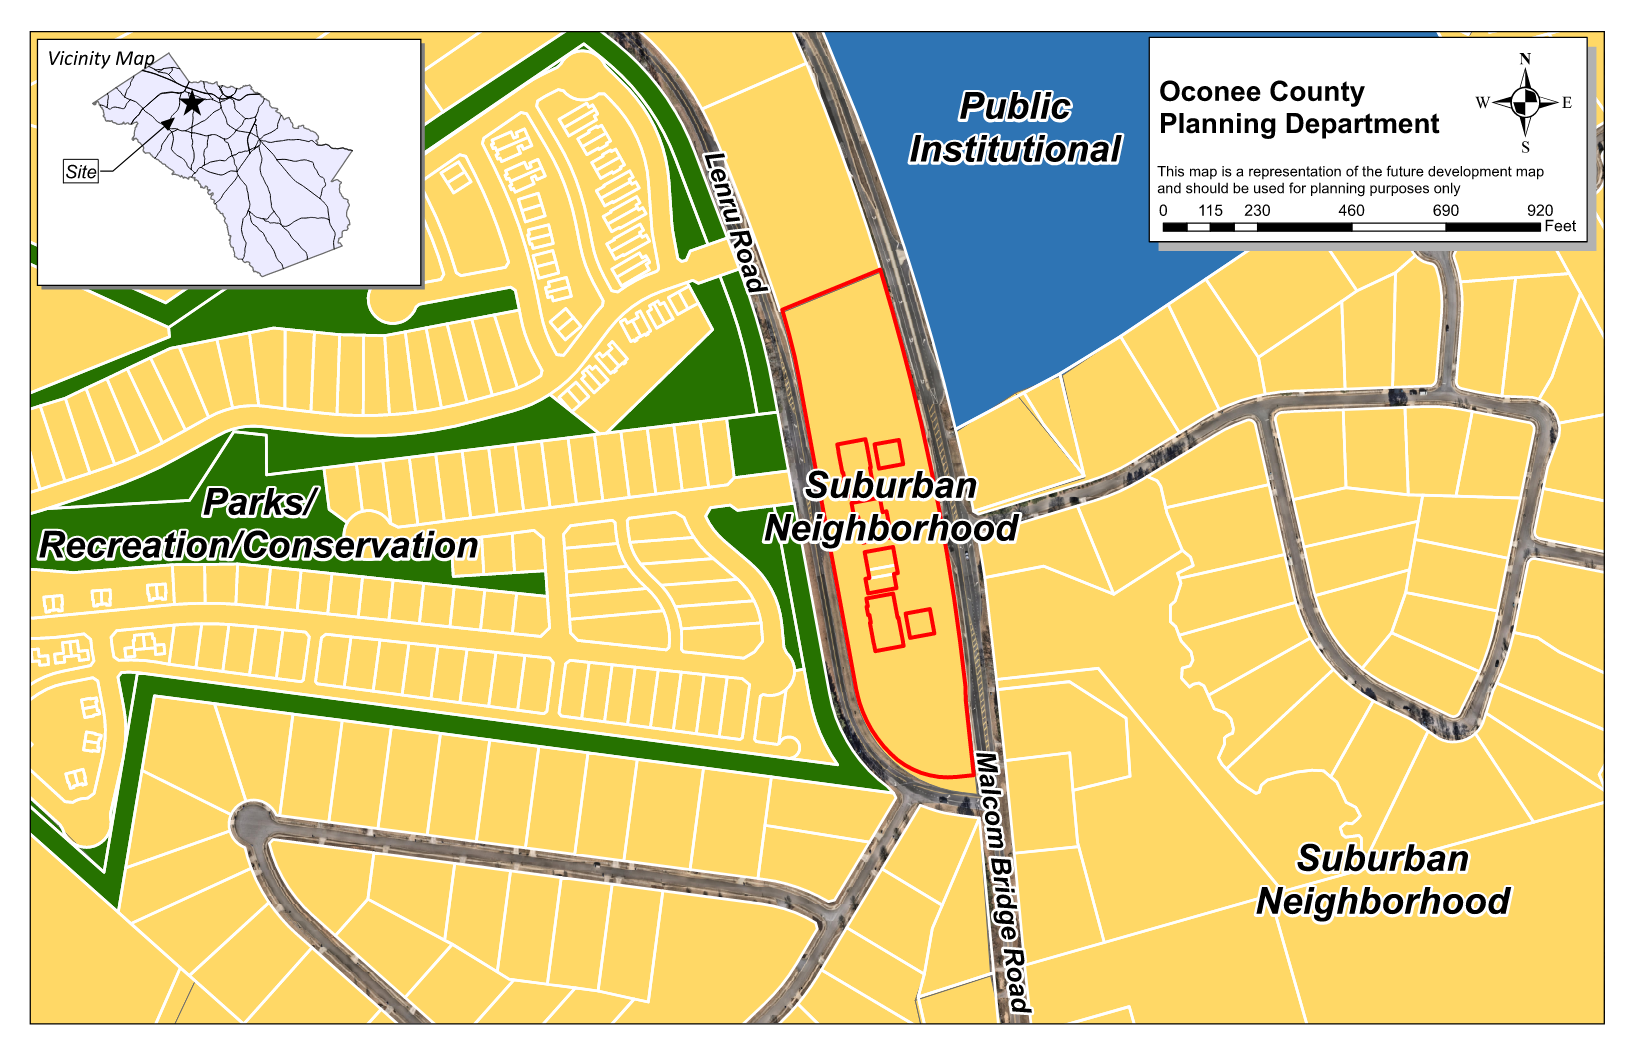 Vicinity Map
Site
Public
Institutional
Oconee County
Planning Department
N
W
E
S
This map is a representation of the future development map
and should be used for planning purposes only
0 115 230 460 690 920
Feet
Lenru Road
Suburban
Neighborhood
Parks/
Recreation/Conservation
Malcom Bridge Road
Suburban
Neighborhood